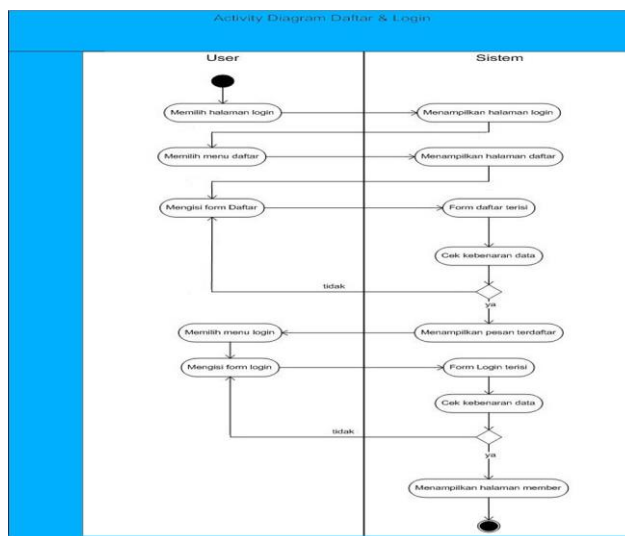 Activity Diagram Daftar & Login
User
Sistem
Memilih halaman login
Menampilkan halaman login
Memilih menu daftar
Menampilkan halaman daftar
Mengisi form Daftar
Form daftar terisi
Cek kebenaran data
tidak
ya
Memilih menu login
Menampilkan pesan terdaftar
Mengisi form login
Form Login terisi
Cek kebenaran data
tidak
ya
Menampilkan halaman member